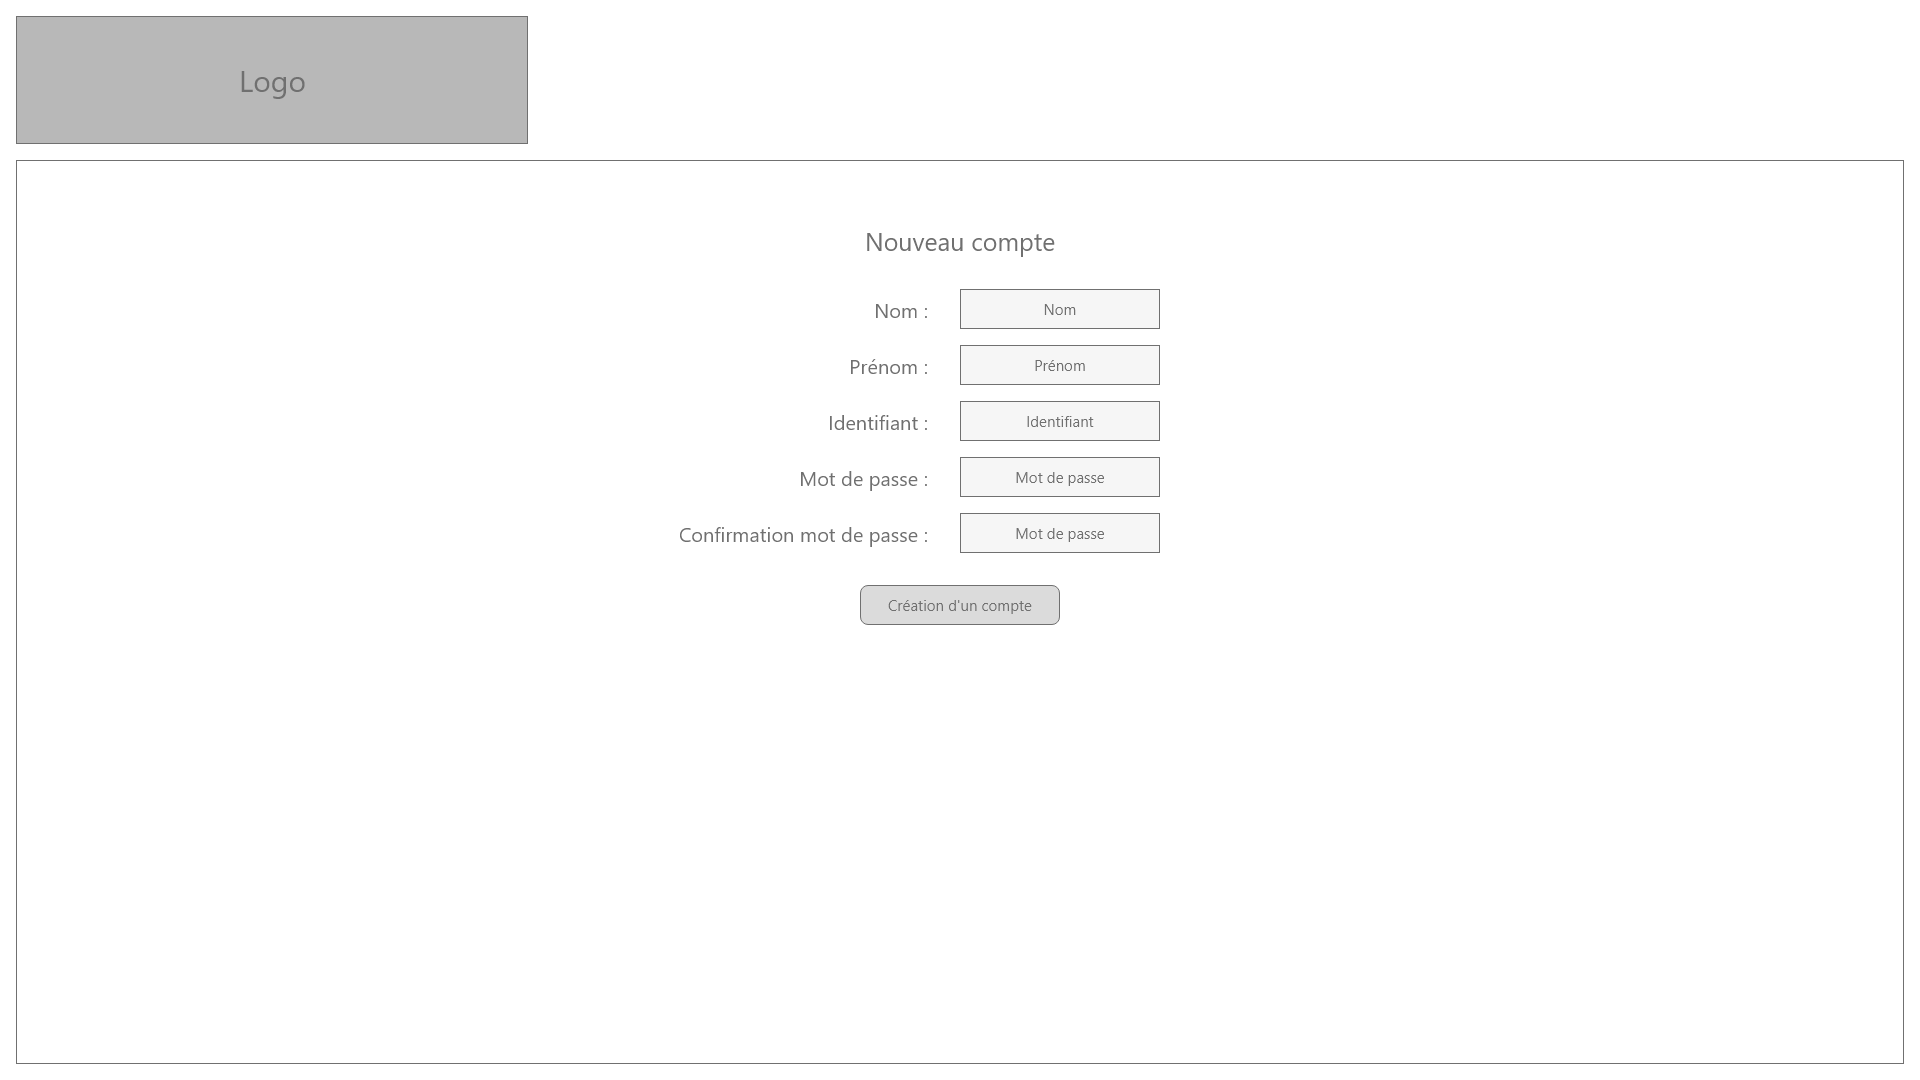 Logo
Nouveau compte
Nom : Nom
Prénom : Prénom
Identifiant : Identifiant
Mot de passe : Mot de passe
Confirmation mot de passe : Mot de passe
Création d'un compte